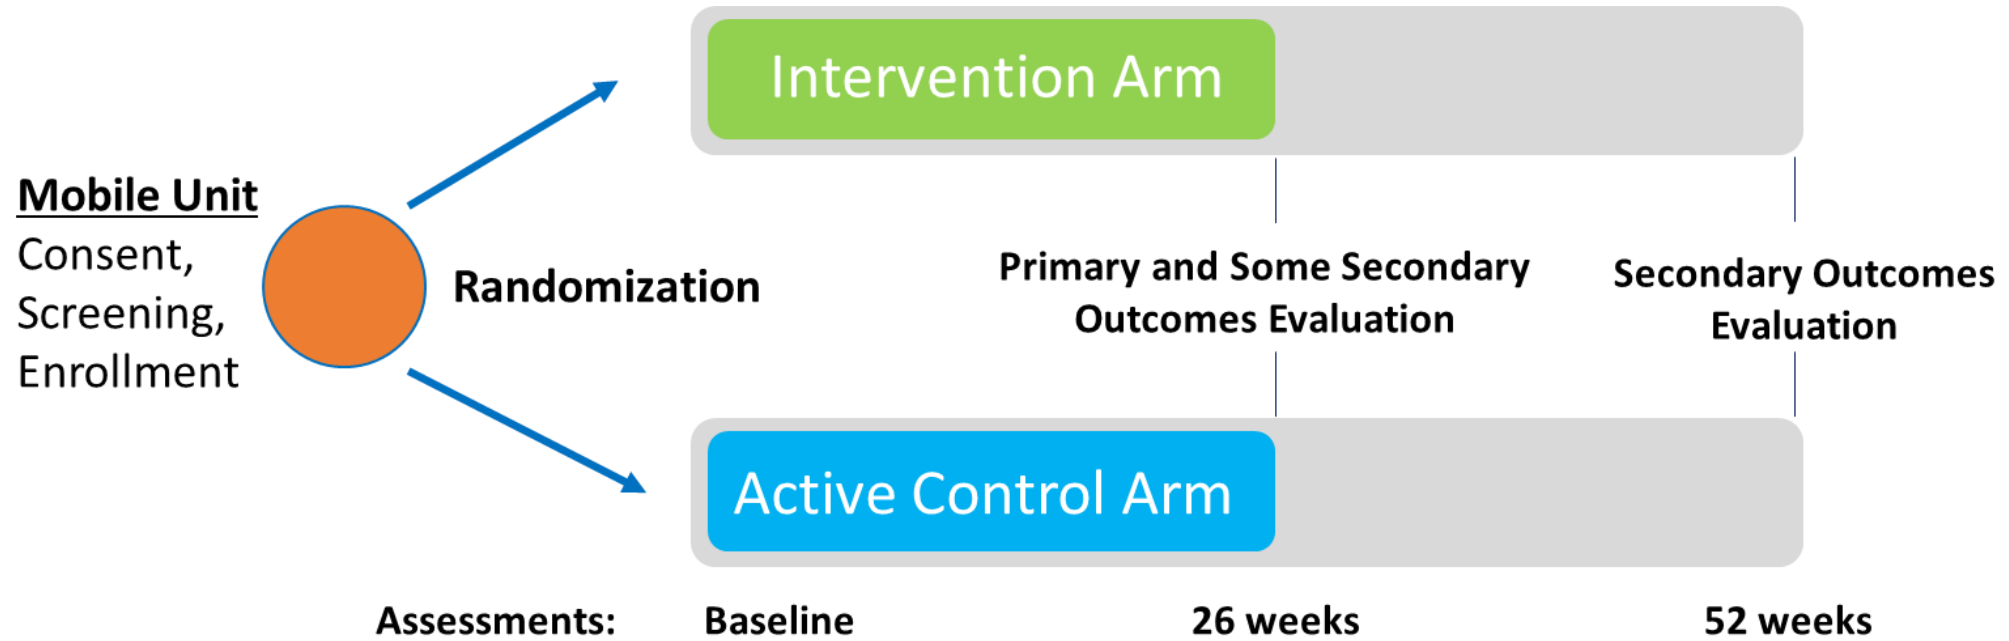 Intervention Arm
Mobile Unit
Consent,
Screening,
Enrollment
Randomization
Primary and Some Secondary
Outcomes Evaluation
Secondary Outcomes
Evaluation
Active Control Arm
Assessments: Baseline 26 weeks 52 weeks